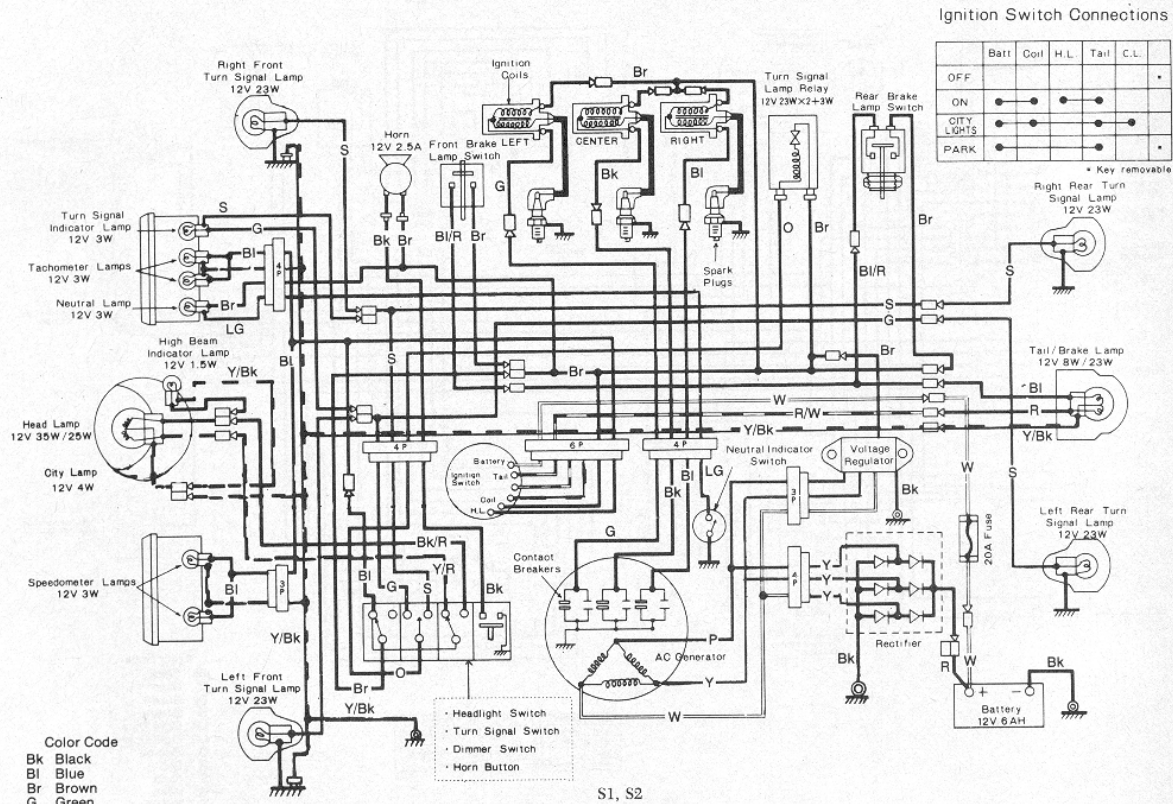 Ignition Switch Connections
Batt Coil H.L. Tail C.L.
OFF
ON
CITY
LIGHTS
PARK
* Key removable
Right Front
Turn Signal Lamp
12V 23W
Horn
12V 2.5A
Front Brake
Lamp Switch
Ignition
Coils
LEFT
CENTER
RIGHT
Br
Turn Signal
Lamp Relay
12V 23W×2+3W
Rear Brake
Lamp Switch
Right Rear Turn
Signal Lamp
12V 23W
S
G
Bk
Bl
Bk
Br
Bl/R
Br
O
Br
Bl/R
Br
S
Spark
Plugs
Turn Signal
Indicator Lamp
12V 3W
S
G
Bl
4P
Tachometer Lamps
12V 3W
Neutral Lamp
12V 3W
Br
LG
S
G
High Beam
Indicator Lamp
12V 1.5W
Y/Bk
Bl
S
Br
Tail/Brake Lamp
12V 8W/23W
Bl
R
Y/Bk
W
R/W
Y/Bk
Head Lamp
12V 35W/25W
City Lamp
12V 4W
4P
6P
4P
Battery
Tail
Ignition
Switch
Coil
H.L.
LG
Bl
Bk
G
Neutral Indicator
Switch
Voltage
Regulator
3P
Bk
W
S
20A Fuse
Left Rear Turn
Signal Lamp
12V 23W
Bk/R
Y/R
Bl
G
S
Bk
Contact
Breakers
4P
Y
Y
Y
Rectifier
Speedometer Lamps
12V 3W
Bl
3P
Y/Bk
P
AC Generator
Y
W
Bk
R
W
Bk
+ −
Battery
12V 6AH
O
Br
Y/Bk
Left Front
Turn Signal Lamp
12V 23W
· Headlight Switch
· Turn Signal Switch
· Dimmer Switch
· Horn Button
Color Code
Bk Black
Bl Blue
Br Brown
G Green
S1, S2